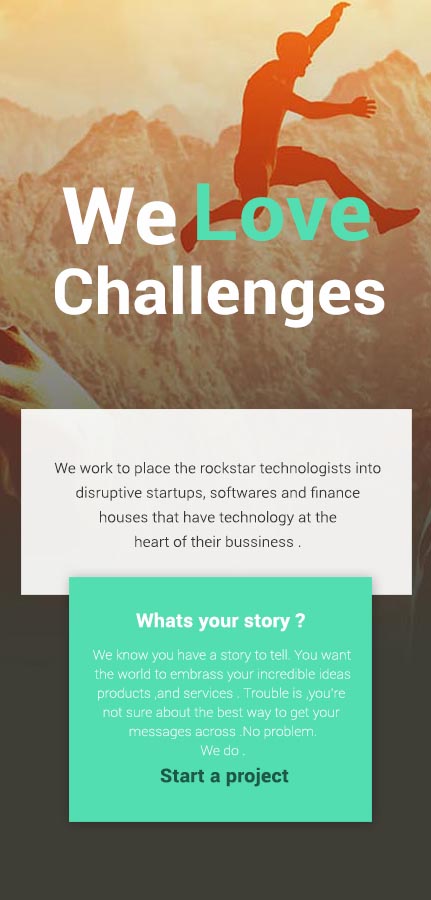 We Love
Challenges
We work to place the rockstar technologists into
disruptive startups, softwares and finance
houses that have technology at the
heart of their bussiness .
Whats your story ?
We know you have a story to tell. You want
the world to embrass your incredible ideas
products ,and services . Trouble is ,you're
not sure about the best way to get your
messages across .No problem.
We do .
Start a project